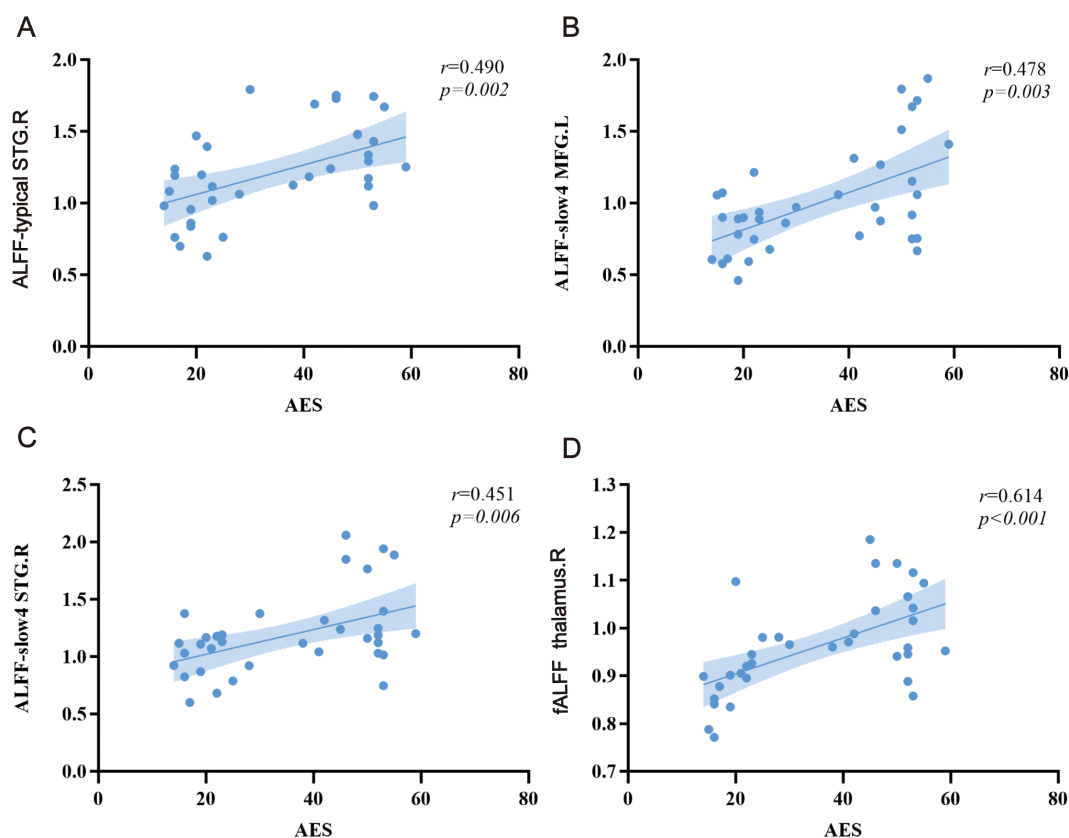 A
ALFF-typical STG.R
2.0
1.5
1.0
0.5
0.0
0 20 40 60 80
AES
r=0.490
p=0.002
B
ALFF-slow4 MFG.L
2.0
1.5
1.0
0.5
0.0
0 20 40 60 80
AES
r=0.478
p=0.003
C
ALFF-slow4 STG.R
2.5
2.0
1.5
1.0
0.5
0.0
0 20 40 60 80
AES
r=0.451
p=0.006
D
fALFF thalamus.R
1.3
1.2
1.1
1.0
0.9
0.8
0.7
0 20 40 60 80
AES
r=0.614
p<0.001